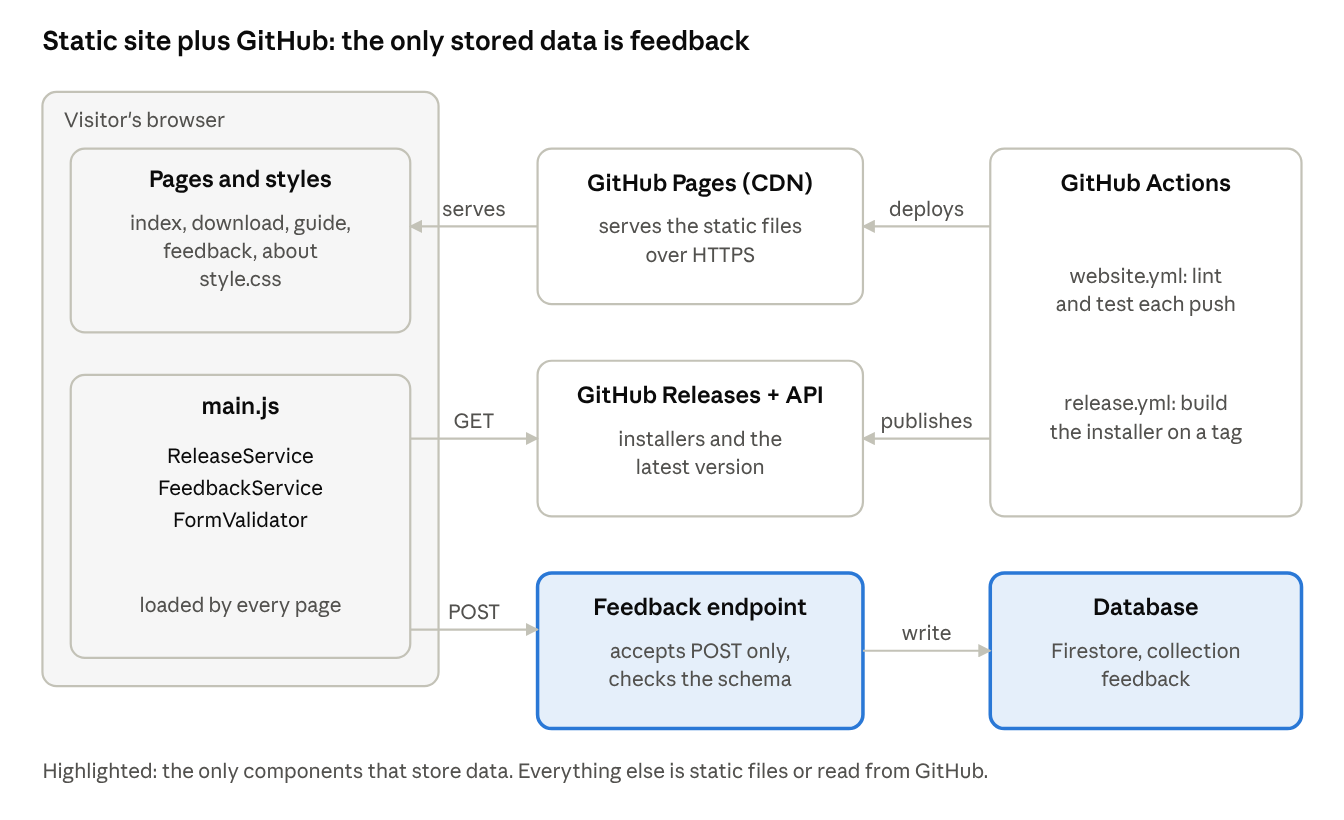 Static site plus GitHub: the only stored data is feedback
Visitor's browser
Pages and styles
index, download, guide,
feedback, about
style.css
serves
GitHub Pages (CDN)
serves the static files
over HTTPS
deploys
GitHub Actions
website.yml: lint
and test each push
release.yml: build
the installer on a tag
main.js
ReleaseService
FeedbackService
FormValidator
loaded by every page
GET
GitHub Releases + API
installers and the
latest version
publishes
POST
Feedback endpoint
accepts POST only,
checks the schema
write
Database
Firestore, collection
feedback
Highlighted: the only components that store data. Everything else is static files or read from GitHub.